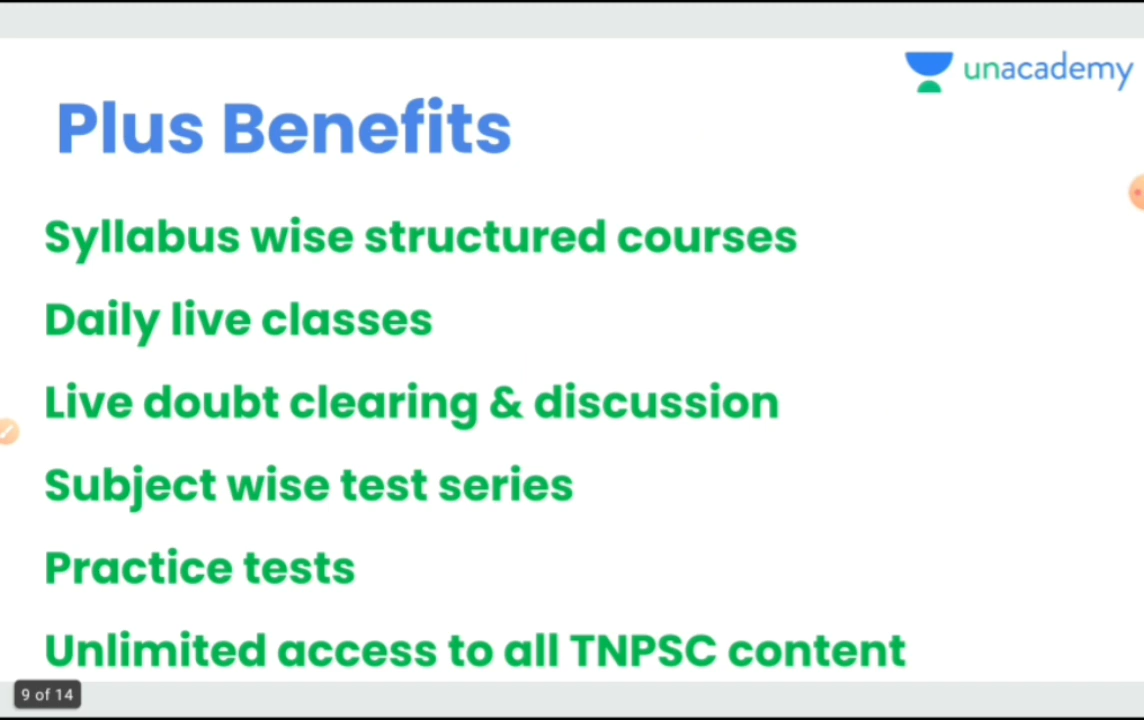 unacademy
Plus Benefits
Syllabus wise structured courses
Daily live classes
Live doubt clearing & discussion
Subject wise test series
Practice tests
Unlimited access to all TNPSC content
9 of 14